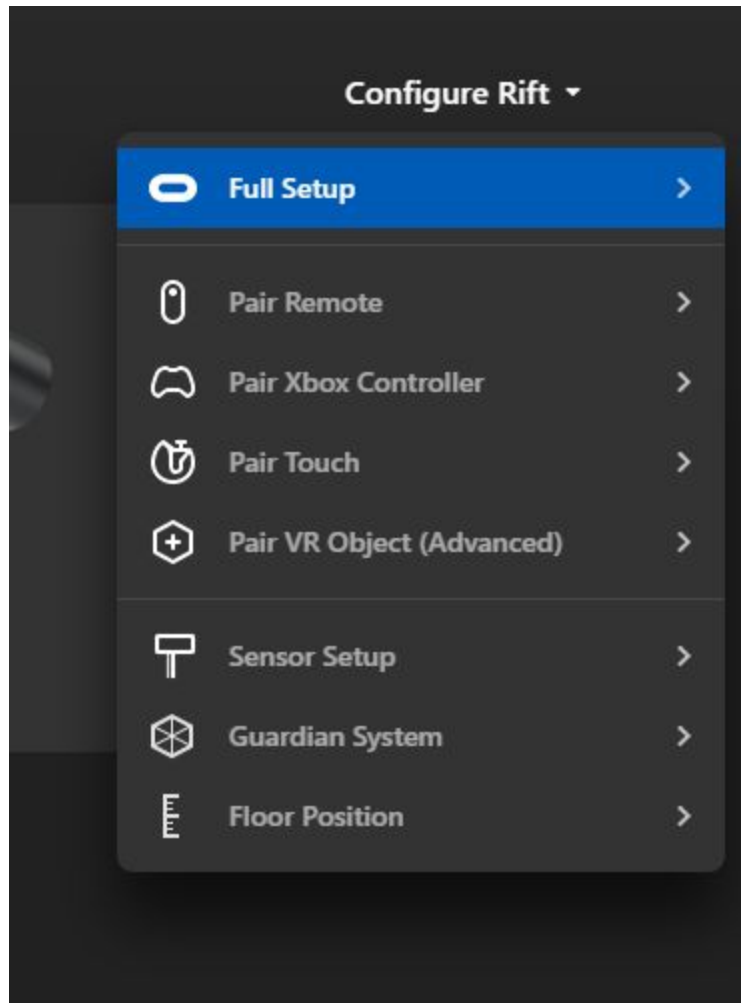 Configure Rift
Full Setup
Pair Remote
Pair Xbox Controller
Pair Touch
Pair VR Object (Advanced)
Sensor Setup
Guardian System
Floor Position